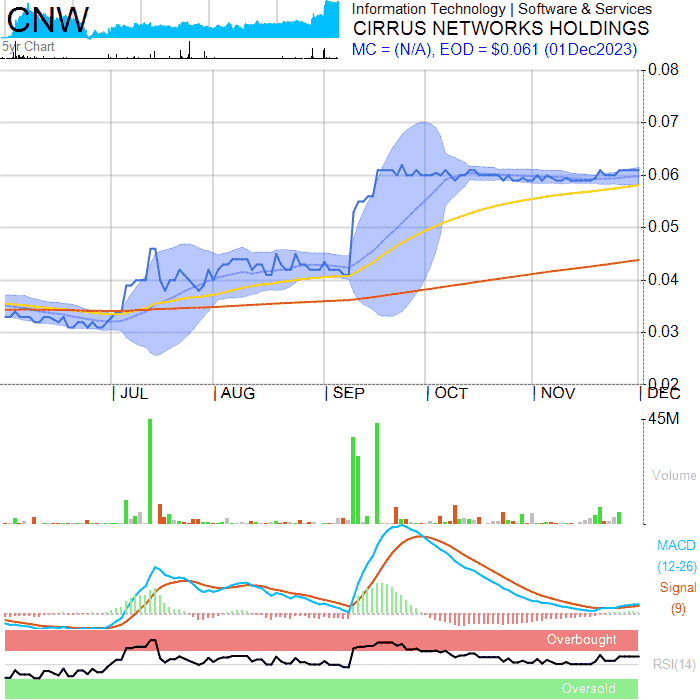 CNW
5yr Chart
Information Technology | Software & Services
CIRRUS NETWORKS HOLDINGS
MC = (N/A), EOD = $0.061 (01Dec2023)
0.08
0.07
0.06
0.05
0.04
0.03
0.02
JUL AUG SEP OCT NOV DEC
45M
Volume
MACD
(12-26)
Signal
(9)
Overbought
RSI(14)
Oversold